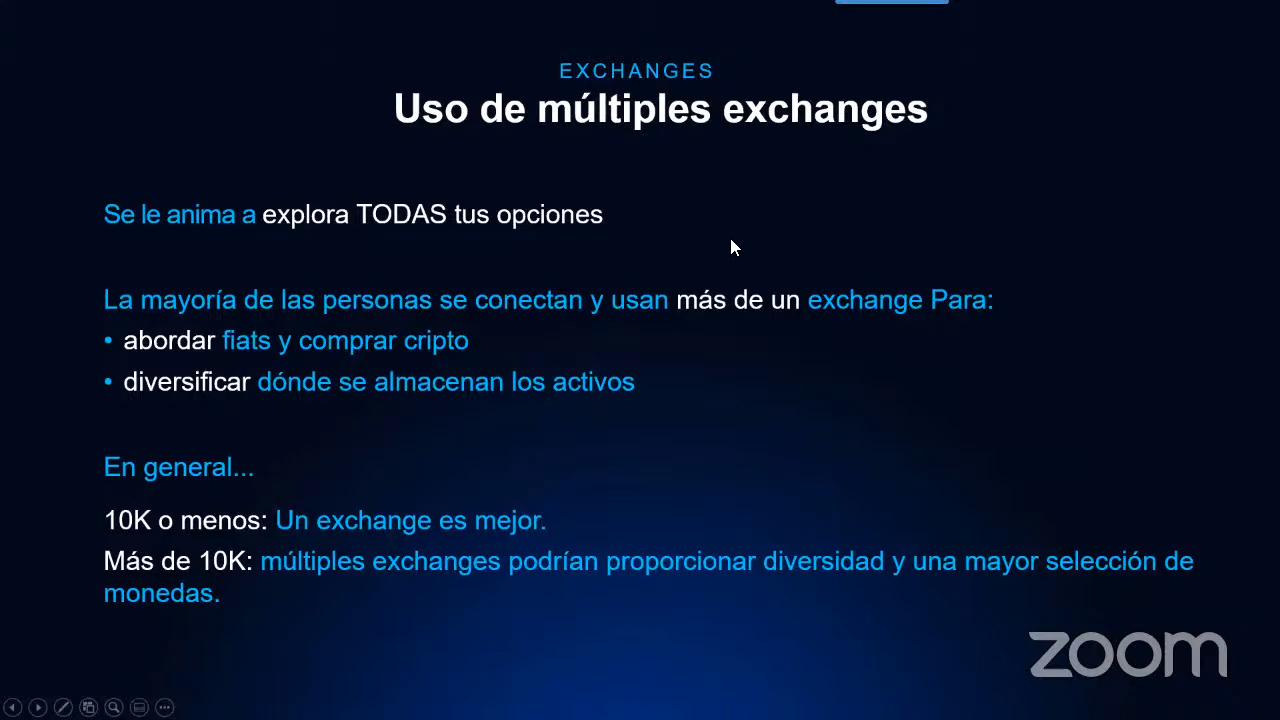 EXCHANGES
Uso de múltiples exchanges
Se le anima a explora TODAS tus opciones
La mayoría de las personas se conectan y usan más de un exchange Para:
• abordar fiats y comprar cripto
• diversificar dónde se almacenan los activos
En general...
10K o menos: Un exchange es mejor.
Más de 10K: múltiples exchanges podrían proporcionar diversidad y una mayor selección de
monedas.
zoom